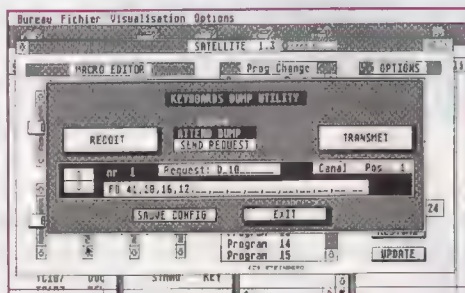 Bureau Fichier Visualisation Options
SATELLITE 1.3
MACRO EDITOR
Prog Change
OPTIONS
KEYBOARDS DUMP UTILITY
RECOIT
ATTEND DUMP
SEND REQUEST
TRANSMET
nr 1
Request: D.10
Canal Pos 1
F0 41,10,16,12
SAUVE CONFIG
EXIT
24
Program 14
Program 15
UPDATE